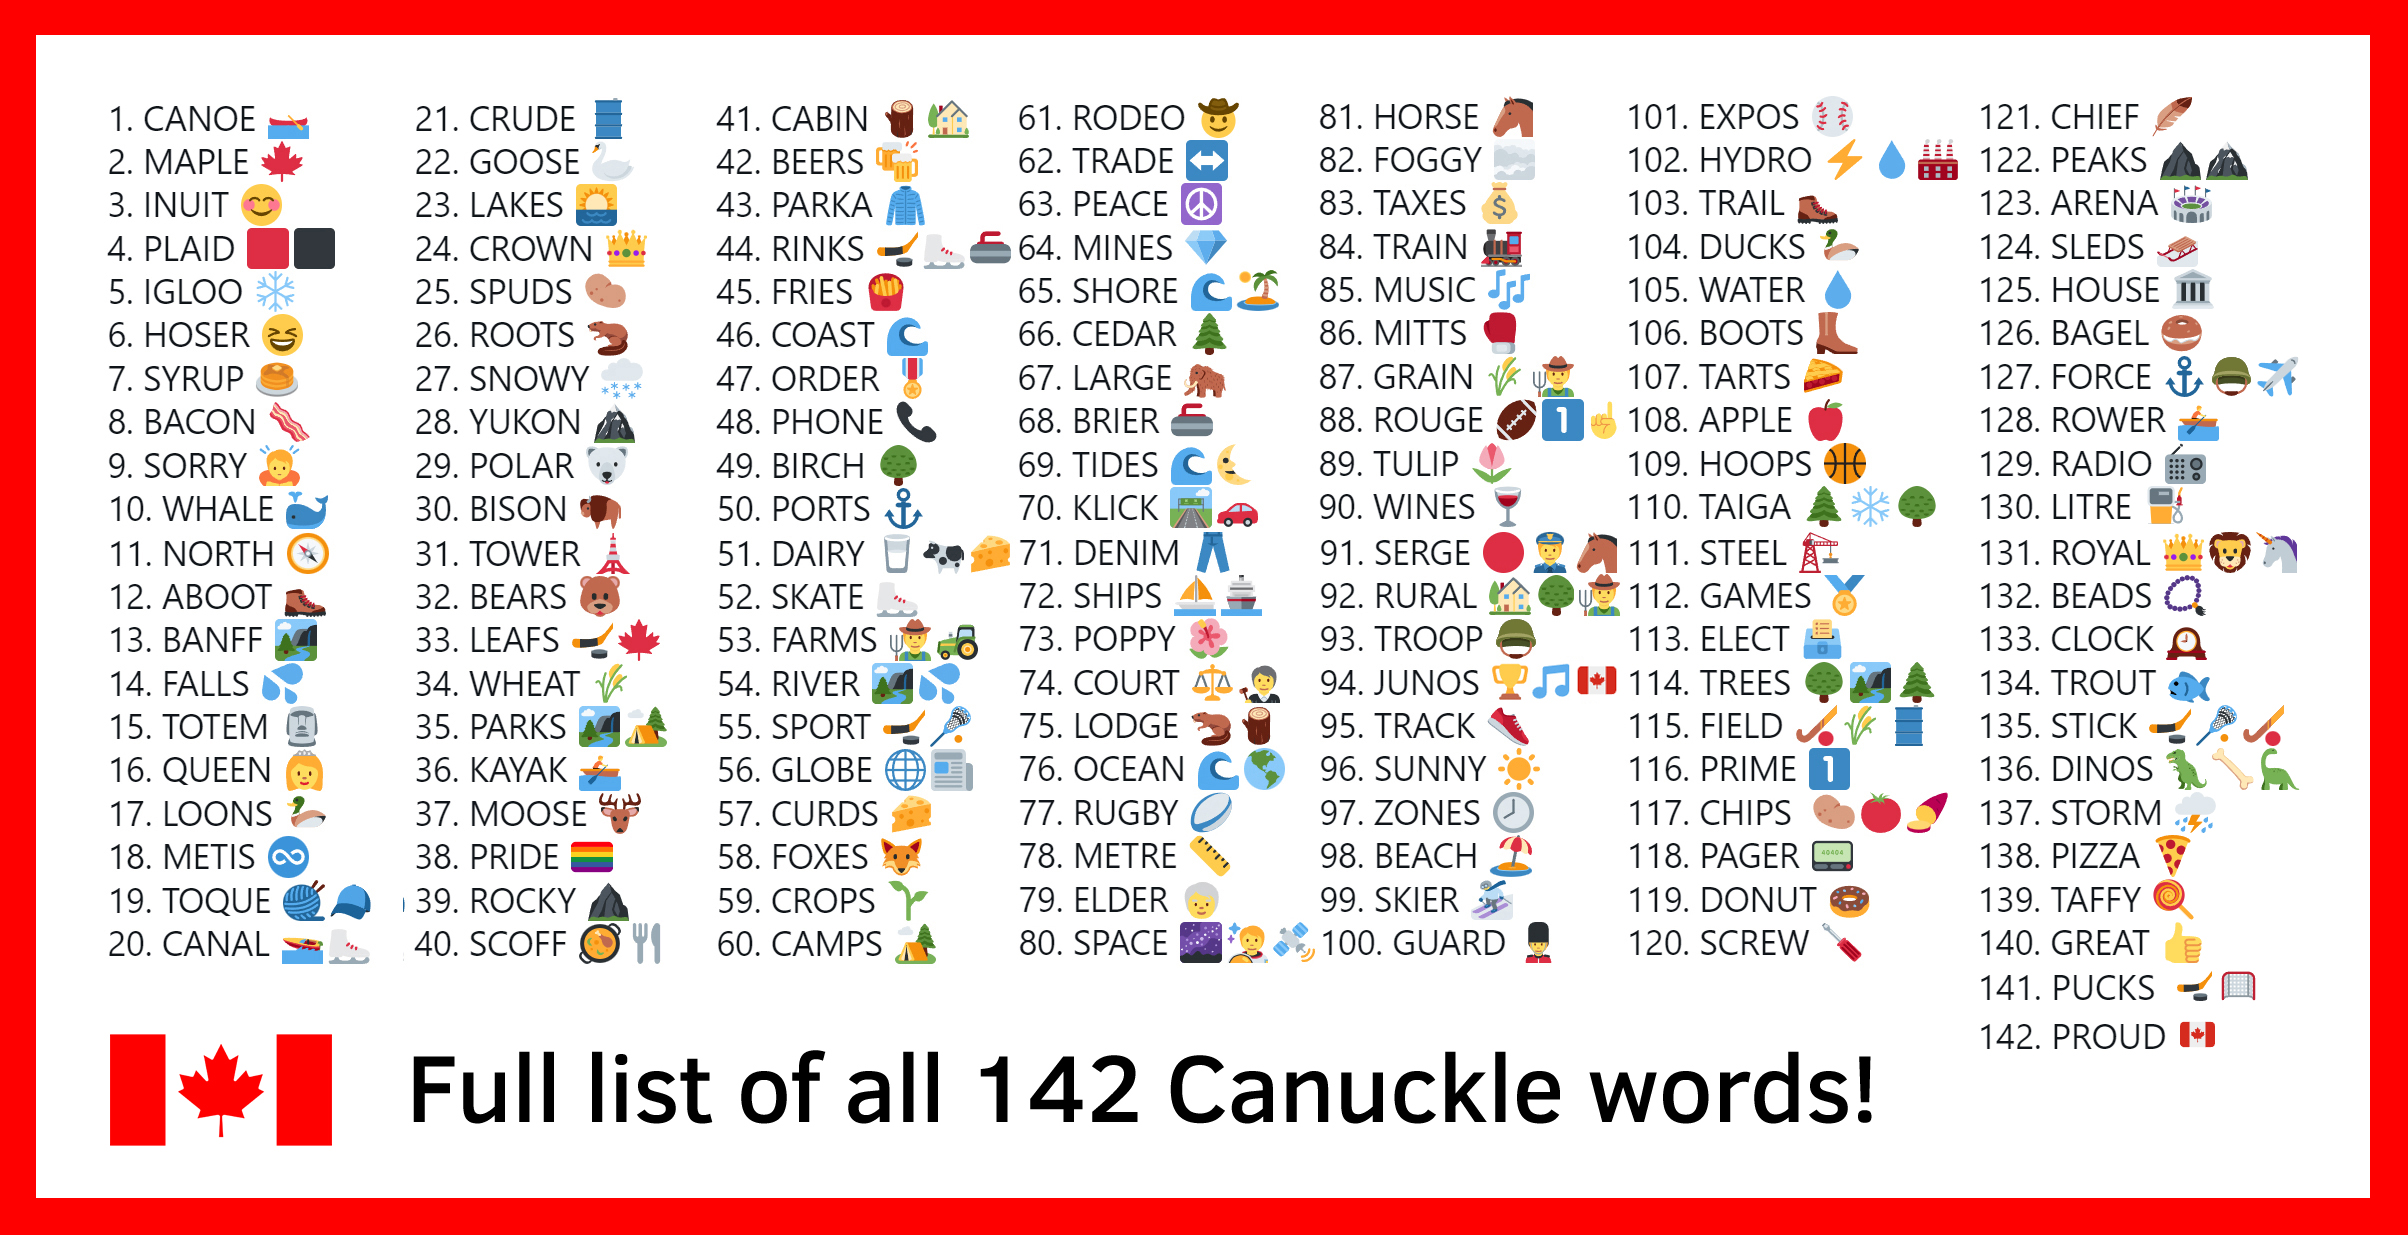 1. CANOE
2. MAPLE
3. INUIT
4. PLAID
5. IGLOO
6. HOSER
7. SYRUP
8. BACON
9. SORRY
10. WHALE
11. NORTH
12. ABOOT
13. BANFF
14. FALLS
15. TOTEM
16. QUEEN
17. LOONS
18. METIS
19. TOQUE
20. CANAL
21. CRUDE
22. GOOSE
23. LAKES
24. CROWN
25. SPUDS
26. ROOTS
27. SNOWY
28. YUKON
29. POLAR
30. BISON
31. TOWER
32. BEARS
33. LEAFS
34. WHEAT
35. PARKS
36. KAYAK
37. MOOSE
38. PRIDE
39. ROCKY
40. SCOFF
41. CABIN
42. BEERS
43. PARKA
44. RINKS
45. FRIES
46. COAST
47. ORDER
48. PHONE
49. BIRCH
50. PORTS
51. DAIRY
52. SKATE
53. FARMS
54. RIVER
55. SPORT
56. GLOBE
57. CURDS
58. FOXES
59. CROPS
60. CAMPS
61. RODEO
62. TRADE
63. PEACE
64. MINES
65. SHORE
66. CEDAR
67. LARGE
68. BRIER
69. TIDES
70. KLICK
71. DENIM
72. SHIPS
73. POPPY
74. COURT
75. LODGE
76. OCEAN
77. RUGBY
78. METRE
79. ELDER
80. SPACE
81. HORSE
82. FOGGY
83. TAXES
84. TRAIN
85. MUSIC
86. MITTS
87. GRAIN
88. ROUGE 1
89. TULIP
90. WINES
91. SERGE
92. RURAL
93. TROOP
94. JUNOS
95. TRACK
96. SUNNY
97. ZONES
98. BEACH
99. SKIER
100. GUARD
101. EXPOS
102. HYDRO
103. TRAIL
104. DUCKS
105. WATER
106. BOOTS
107. TARTS
108. APPLE
109. HOOPS
110. TAIGA
111. STEEL
112. GAMES
113. ELECT
114. TREES
115. FIELD
116. PRIME 1
117. CHIPS
118. PAGER 40404
119. DONUT
120. SCREW
121. CHIEF
122. PEAKS
123. ARENA
124. SLEDS
125. HOUSE
126. BAGEL
127. FORCE
128. ROWER
129. RADIO
130. LITRE
131. ROYAL
132. BEADS
133. CLOCK
134. TROUT
135. STICK
136. DINOS
137. STORM
138. PIZZA
139. TAFFY
140. GREAT
141. PUCKS
142. PROUD
Full list of all 142 Canuckle words!